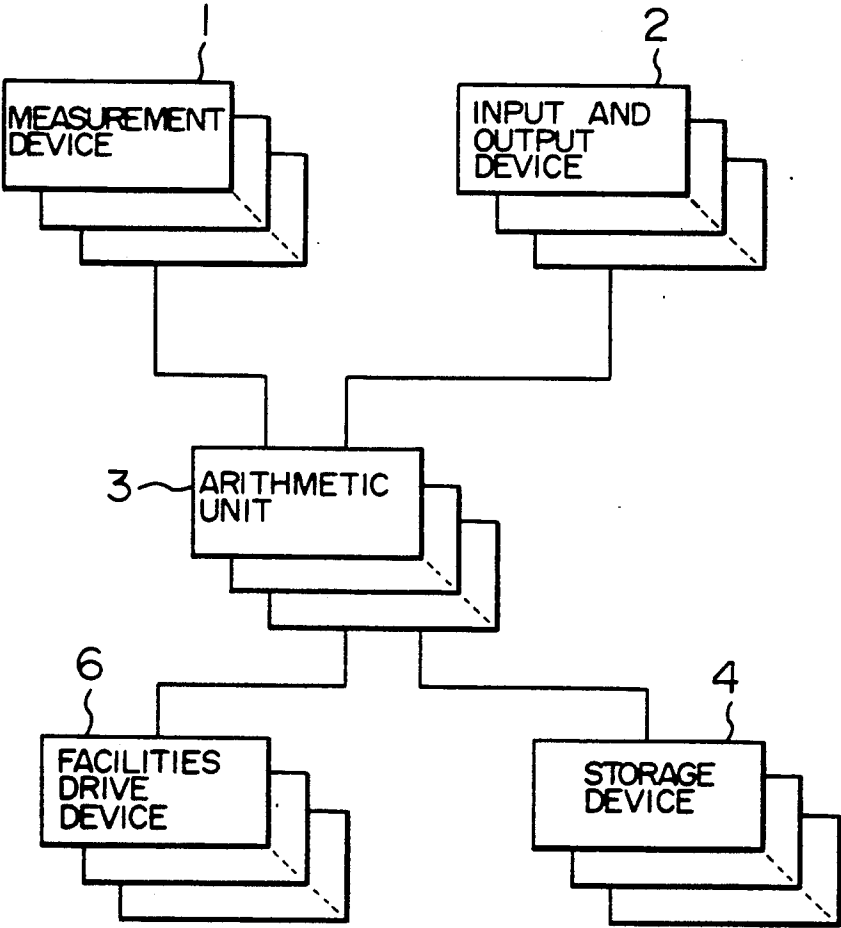 1
2
MEASUREMENT
DEVICE
INPUT AND
OUTPUT
DEVICE
3
ARITHMETIC
UNIT
6
4
FACILITIES
DRIVE
DEVICE
STORAGE
DEVICE